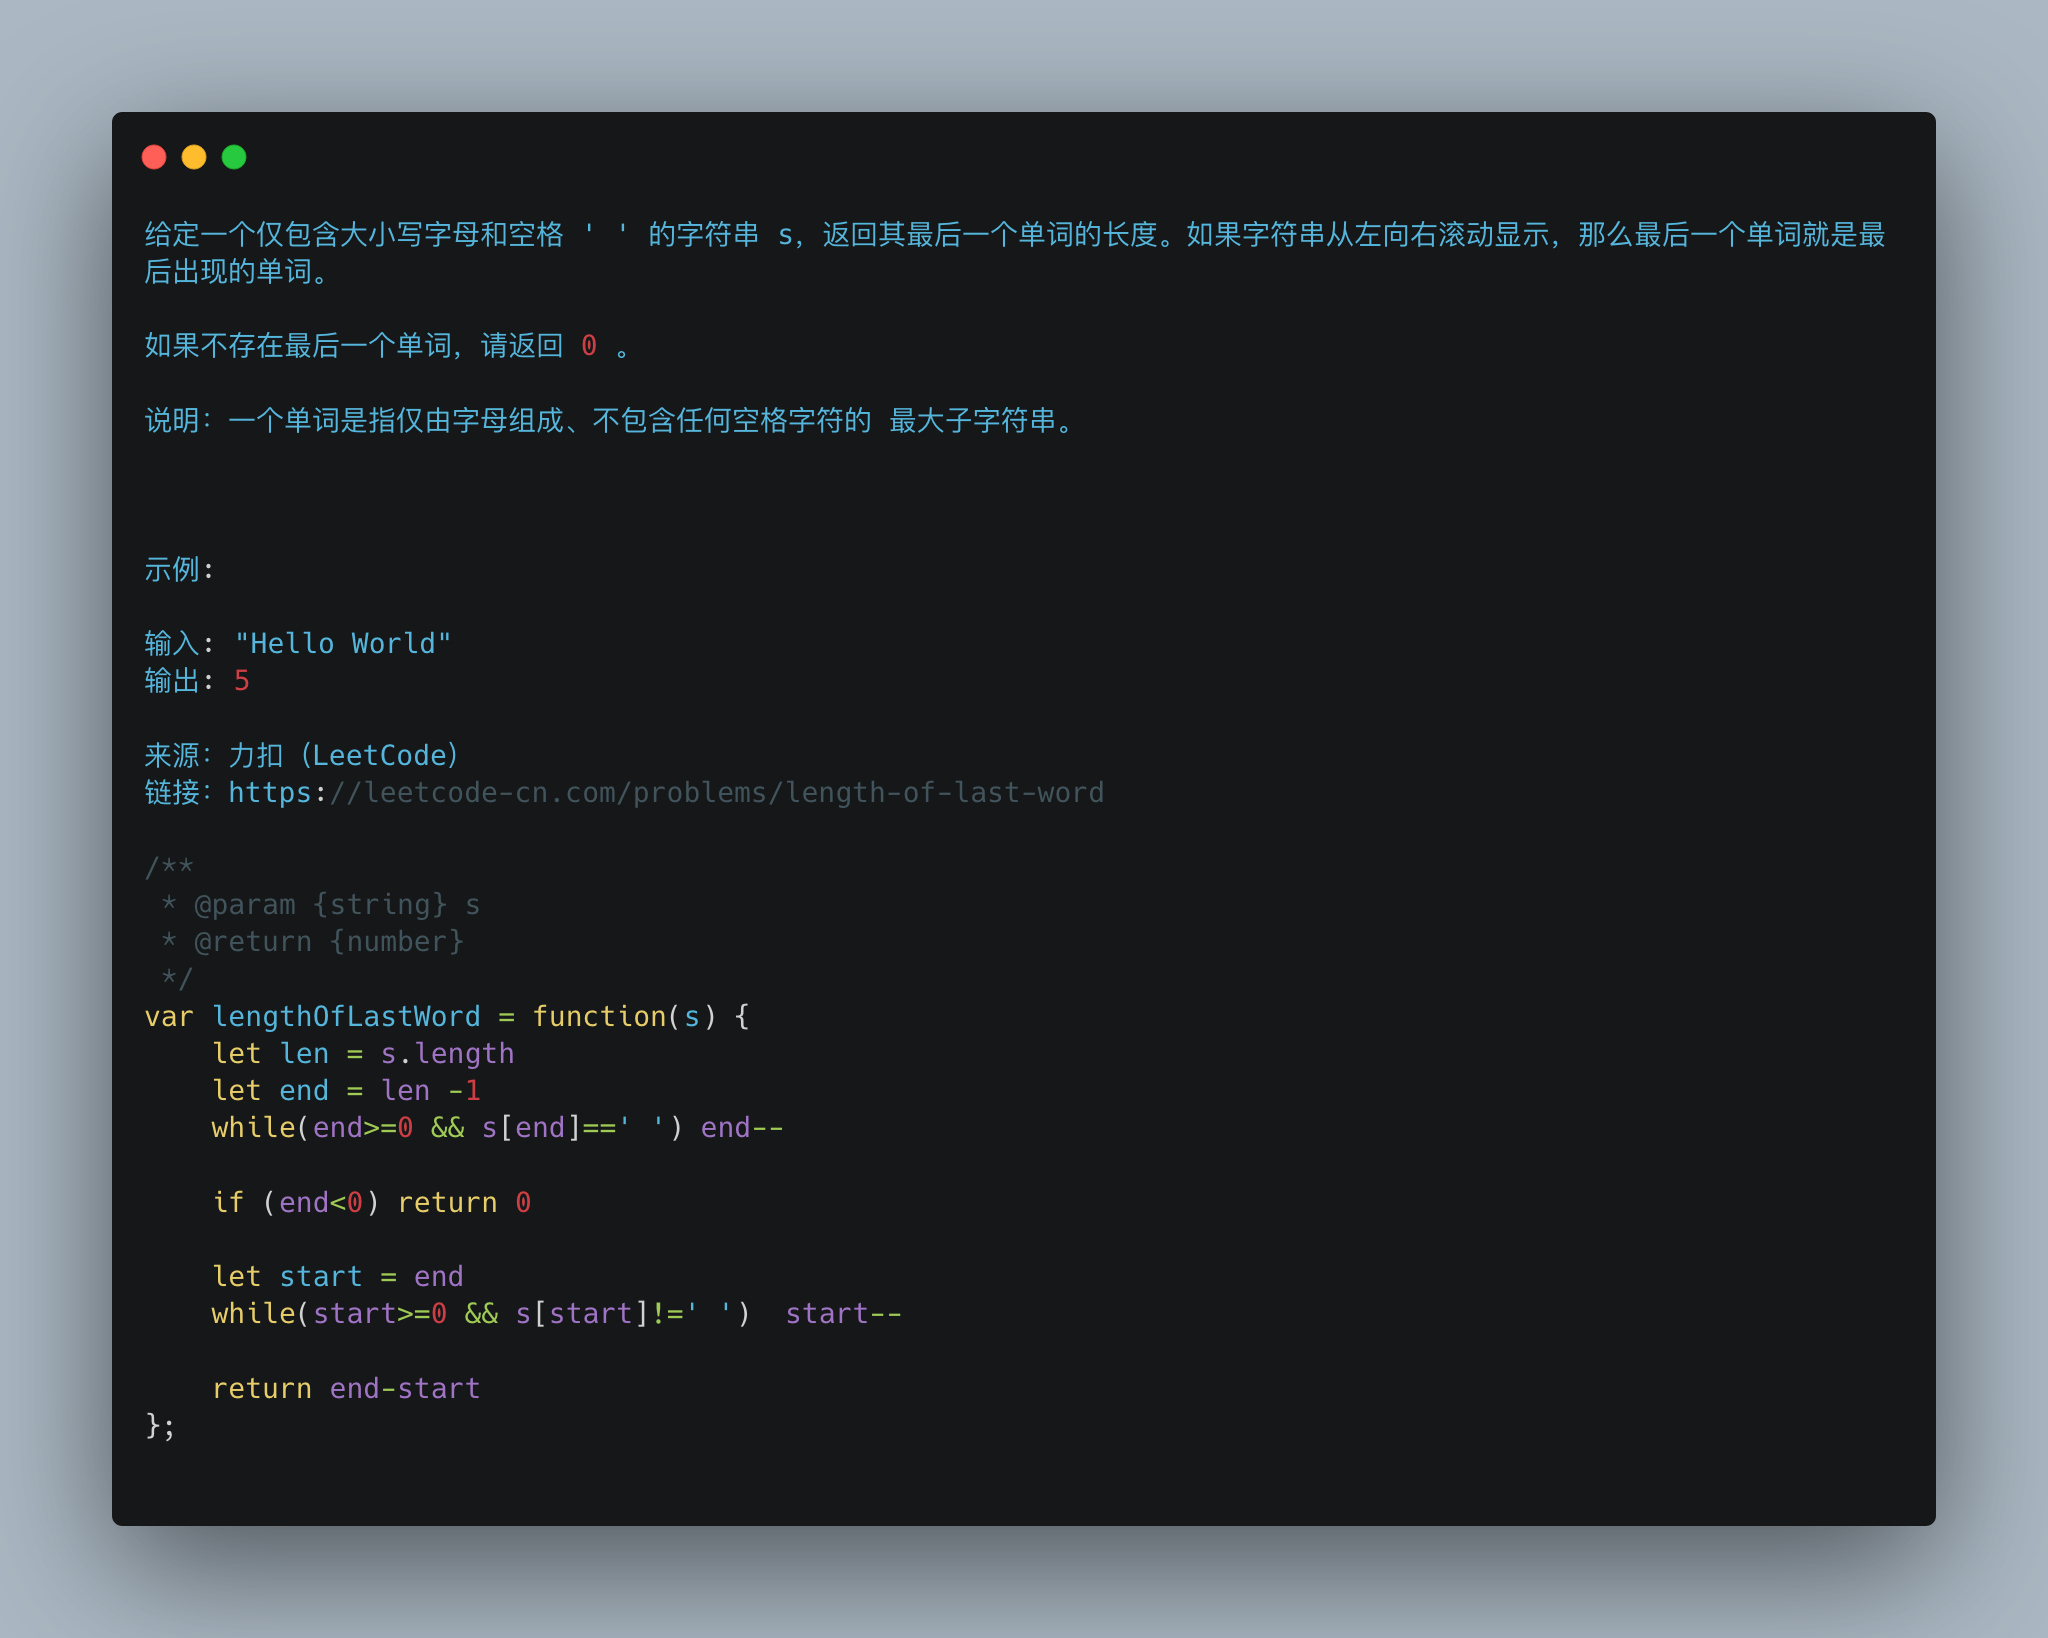 给定一个仅包含大小写字母和空格 ' ' 的字符串 s，返回其最后一个单词的长度。如果字符串从左向右滚动显示，那么最后一个单词就是最
后出现的单词。
如果不存在最后一个单词，请返回 0 。
说明：一个单词是指仅由字母组成、不包含任何空格字符的 最大子字符串。
示例:
输入: "Hello World"
输出: 5
来源：力扣（LeetCode）
链接：https://leetcode-cn.com/problems/length-of-last-word
/**
 * @param {string} s
 * @return {number}
 */
var lengthOfLastWord = function(s) {
    let len = s.length
    let end = len -1
    while(end>=0 && s[end]==' ') end--
    if (end<0) return 0
    let start = end
    while(start>=0 && s[start]!=' ')  start--
    return end-start
};